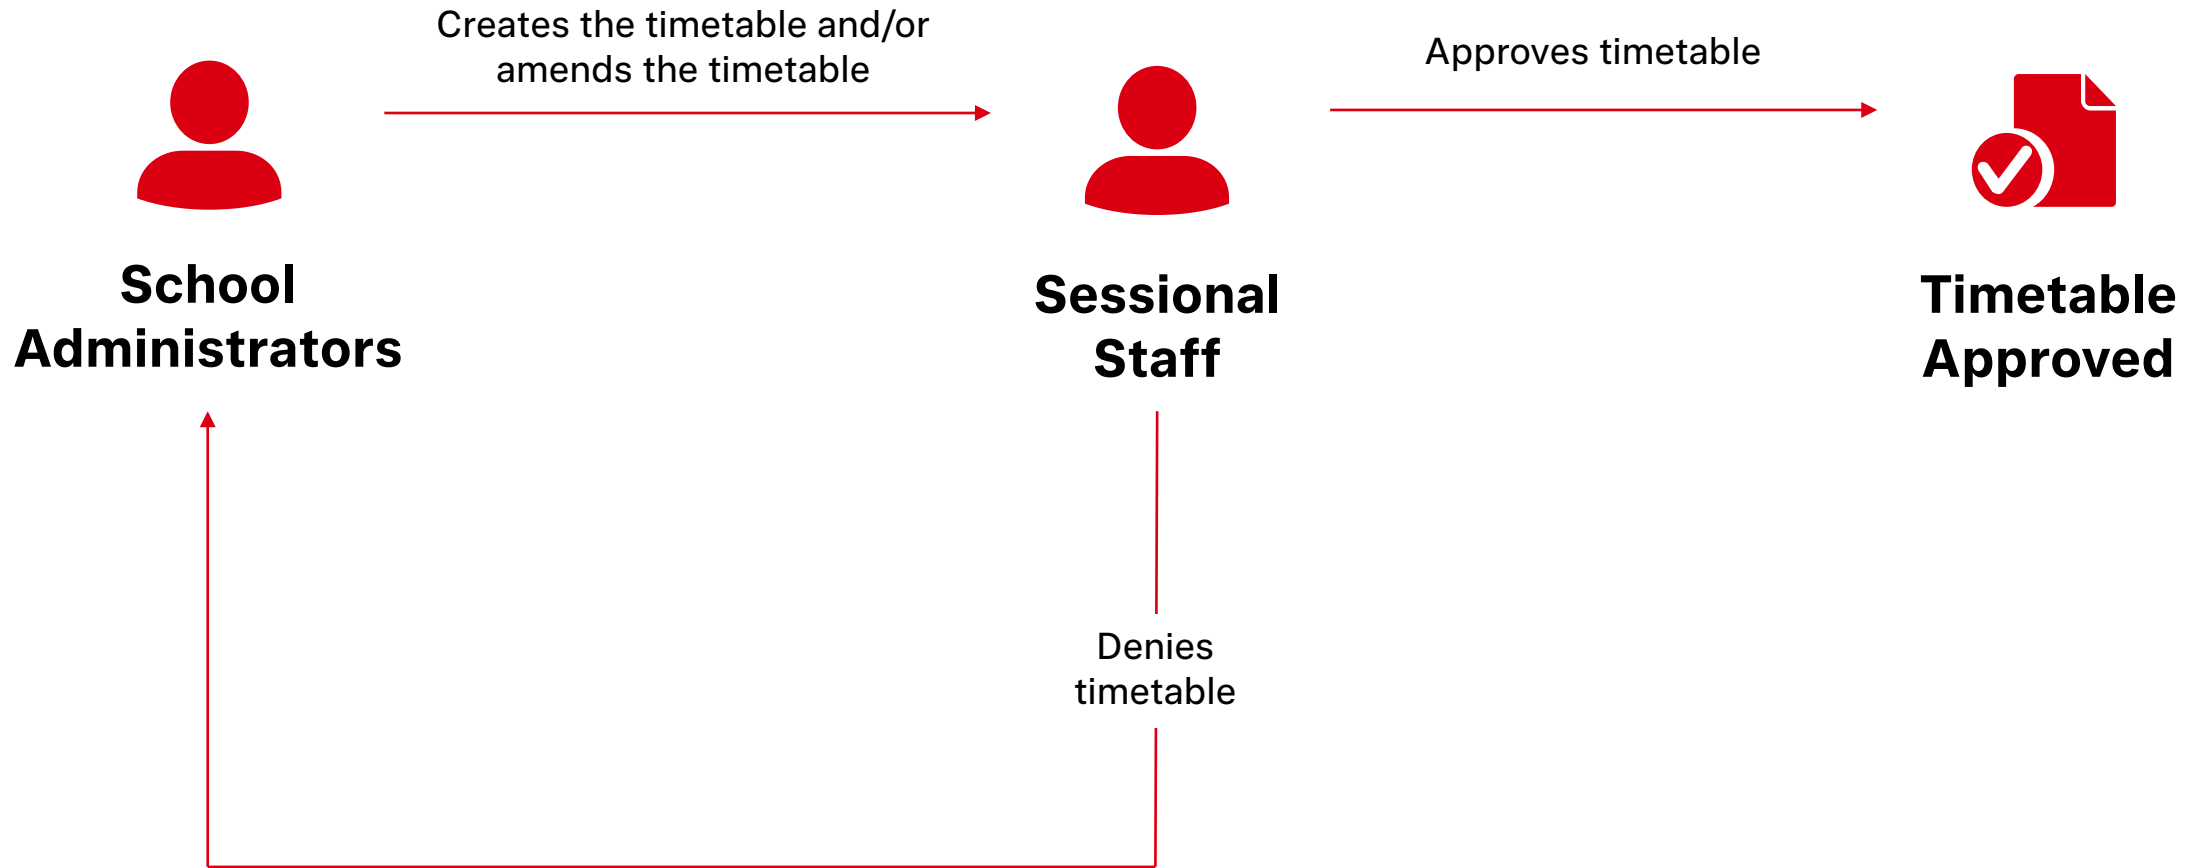 Creates the timetable and/or
amends the timetable
Approves timetable
School
Administrators
Sessional
Staff
Timetable
Approved
Denies
timetable